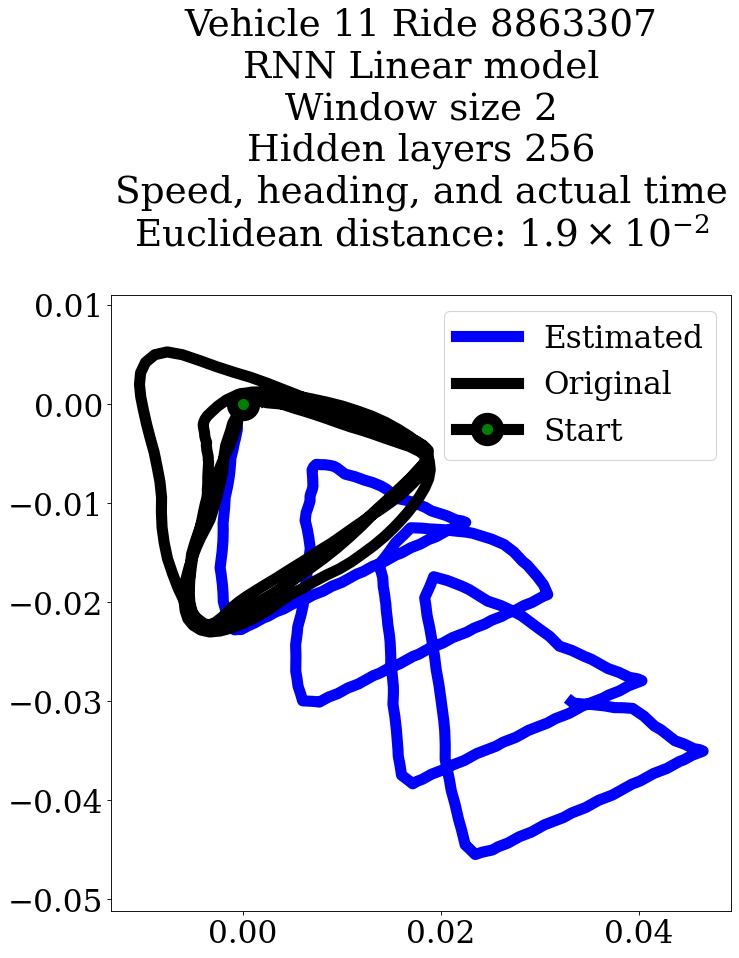 Vehicle 11 Ride 8863307
RNN Linear model
Window size 2
Hidden layers 256
Speed, heading, and actual time
Euclidean distance: 1.9 × 10⁻²
Estimated
Original
Start
0.01
0.00
−0.01
−0.02
−0.03
−0.04
−0.05
0.00
0.02
0.04